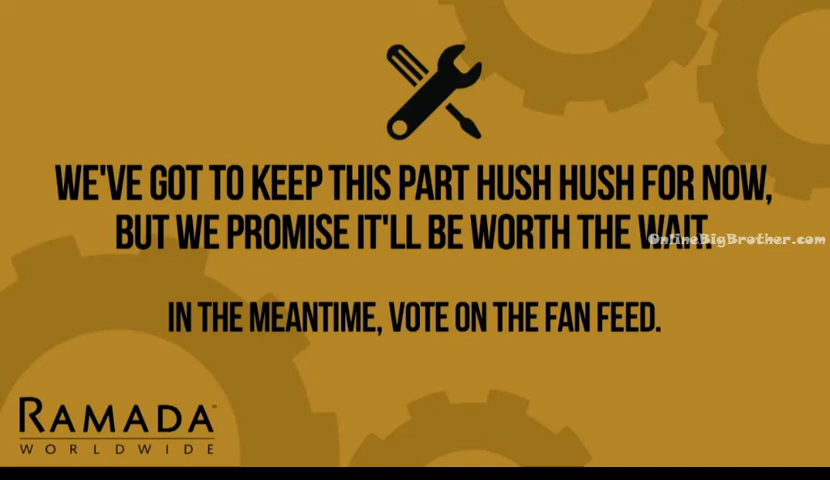 WE'VE GOT TO KEEP THIS PART HUSH HUSH FOR NOW,
BUT WE PROMISE IT'LL BE WORTH THE WAIT.
OnlineBigBrother.com
IN THE MEANTIME, VOTE ON THE FAN FEED.
RAMADA
WORLDWIDE